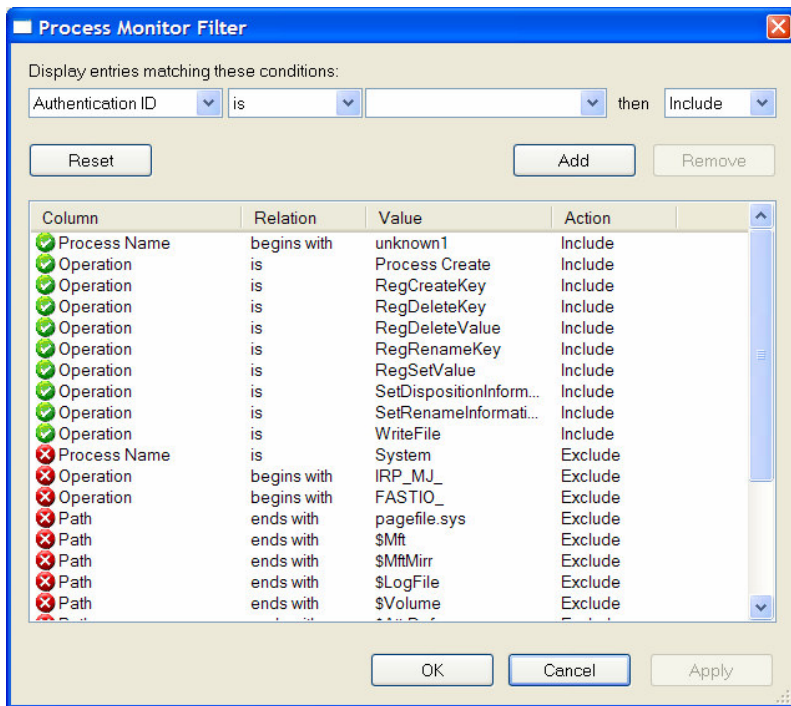 Process Monitor Filter
Display entries matching these conditions:
Authentication ID is then Include
Reset Add Remove
Column Relation Value Action
Process Name begins with unknown1 Include
Operation is Process Create Include
Operation is RegCreateKey Include
Operation is RegDeleteKey Include
Operation is RegDeleteValue Include
Operation is RegRenameKey Include
Operation is RegSetValue Include
Operation is SetDispositionInform... Include
Operation is SetRenameInformati... Include
Operation is WriteFile Include
Process Name is System Exclude
Operation begins with IRP_MJ_ Exclude
Operation begins with FASTIO_ Exclude
Path ends with pagefile.sys Exclude
Path ends with $Mft Exclude
Path ends with $MftMirr Exclude
Path ends with $LogFile Exclude
Path ends with $Volume Exclude
OK Cancel Apply